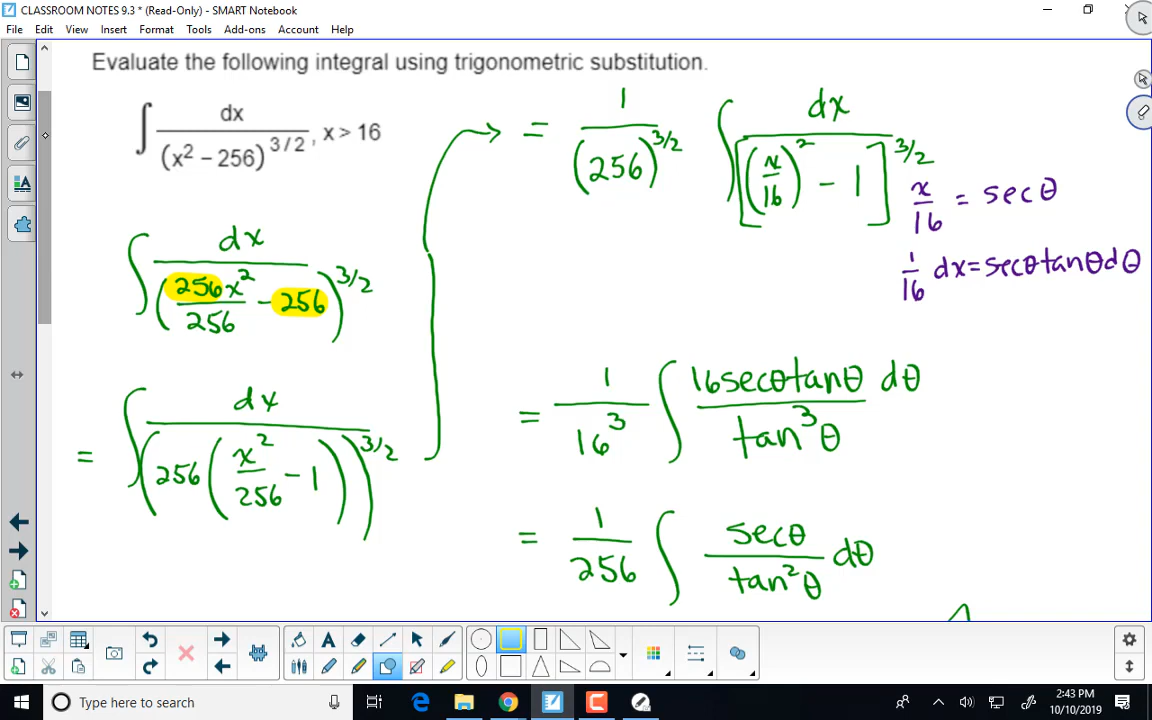 CLASSROOM NOTES 9.3 * (Read-Only) - SMART Notebook
File Edit View Insert Format Tools Add-ons Account Help
Evaluate the following integral using trigonometric substitution.
∫ dx / (x² – 256)^3/2, x > 16
∫ dx / (256x²/256 – 256)^3/2
= ∫ dx / (256(x²/256 – 1))^3/2
= 1/(256)^3/2 ∫ dx / [(x/16)² – 1]^3/2
x/16 = secθ
1/16 dx = secθtanθdθ
= 1/16³ ∫ 16secθtanθ dθ / tan³θ
= 1/256 ∫ secθ/tan²θ dθ
Type here to search
2:43 PM
10/10/2019